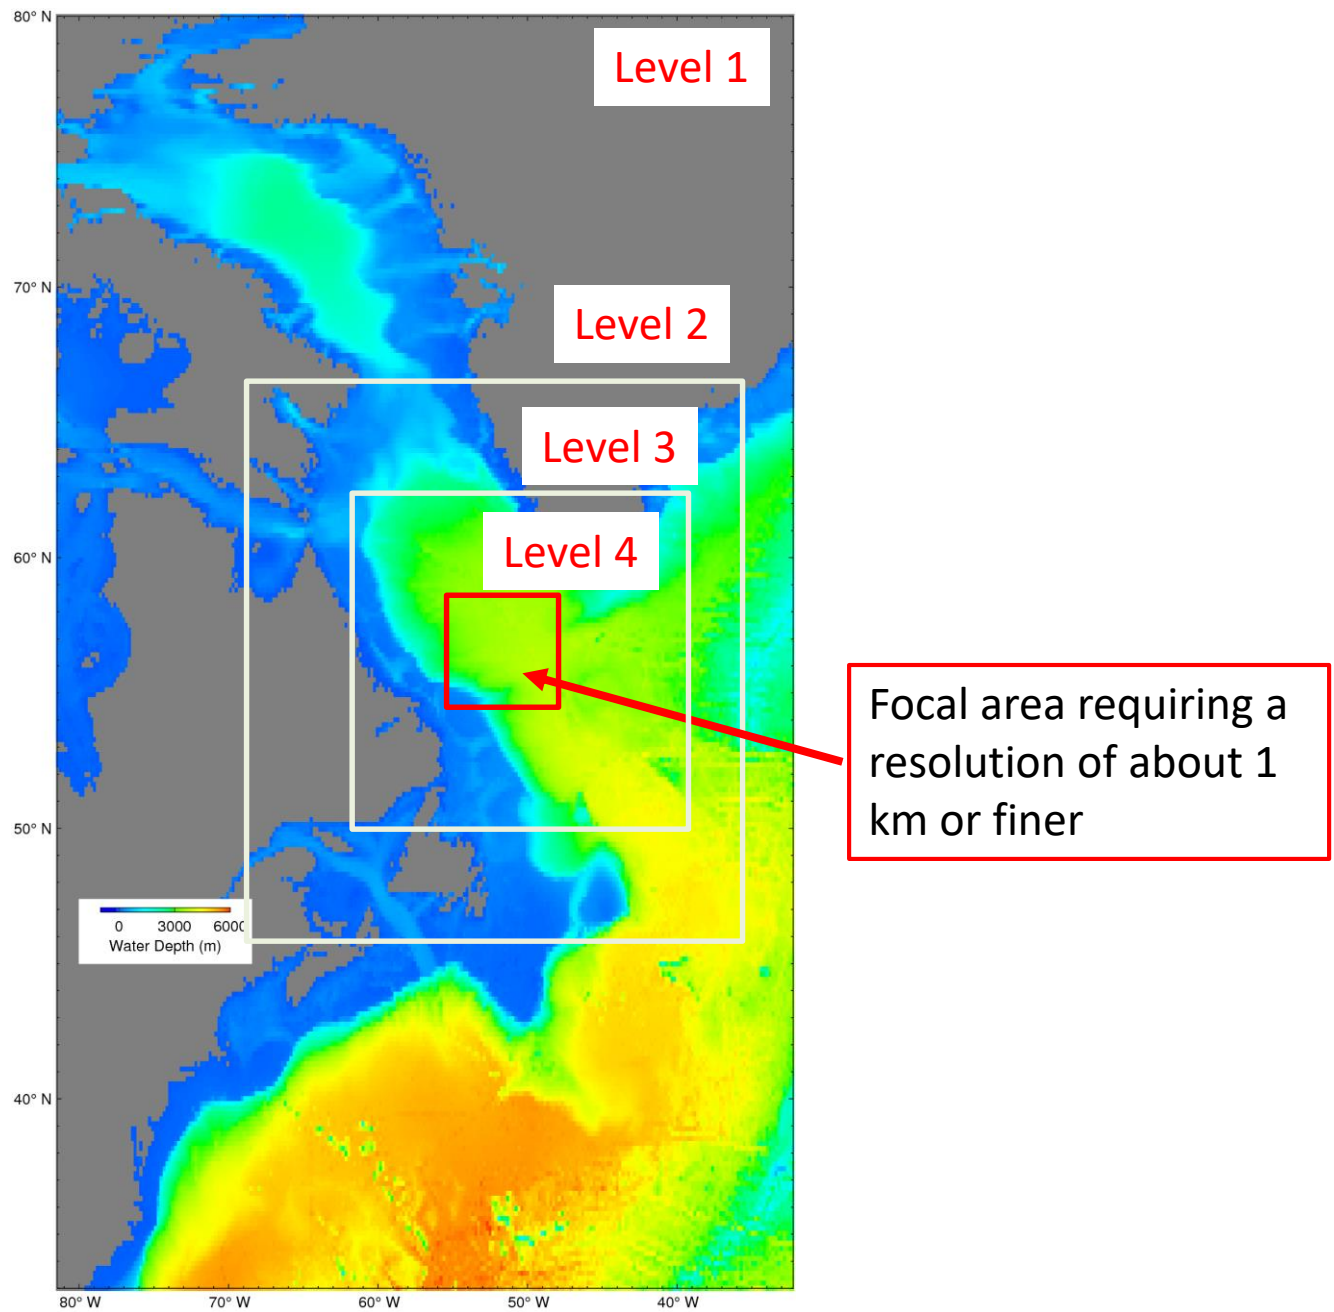 80° N
Level 1
70° N
Level 2
Level 3
60° N
Level 4
Focal area requiring a
resolution of about 1
km or finer
50° N
0 3000 6000
Water Depth (m)
40° N
80° W 70° W 60° W 50° W 40° W